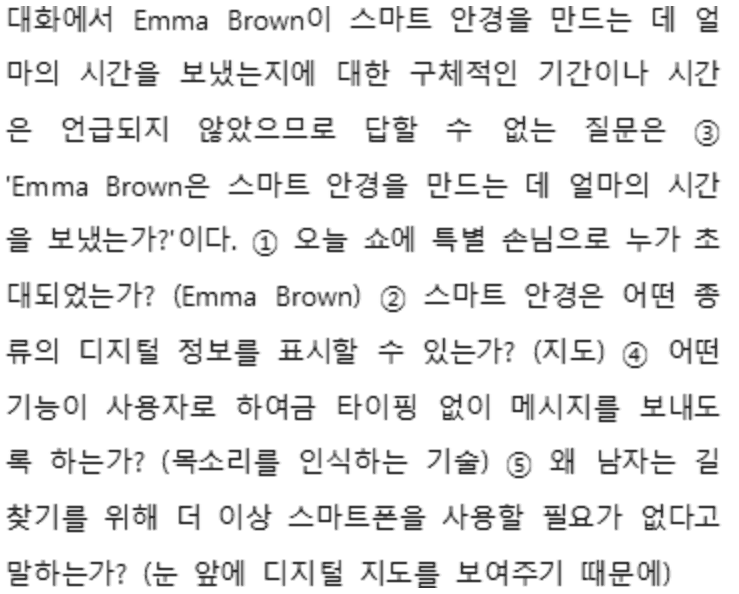 대화에서 Emma Brown이 스마트 안경을 만드는 데 얼
마의 시간을 보냈는지에 대한 구체적인 기간이나 시간
은 언급되지 않았으므로 답할 수 없는 질문은 ③
'Emma Brown은 스마트 안경을 만드는 데 얼마의 시간
을 보냈는가?'이다. ① 오늘 쇼에 특별 손님으로 누가 초
대되었는가? (Emma Brown) ② 스마트 안경은 어떤 종
류의 디지털 정보를 표시할 수 있는가? (지도) ④ 어떤
기능이 사용자로 하여금 타이핑 없이 메시지를 보내도
록 하는가? (목소리를 인식하는 기술) ⑤ 왜 남자는 길
찾기를 위해 더 이상 스마트폰을 사용할 필요가 없다고
말하는가? (눈 앞에 디지털 지도를 보여주기 때문에)